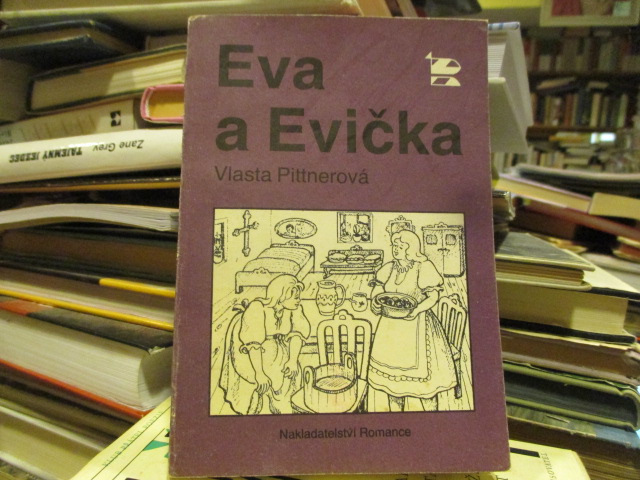 Eva
a Evička
Vlasta Pittnerová
Nakladatelství Romance
Zane Grey TAJEMNÝ JEZDEC